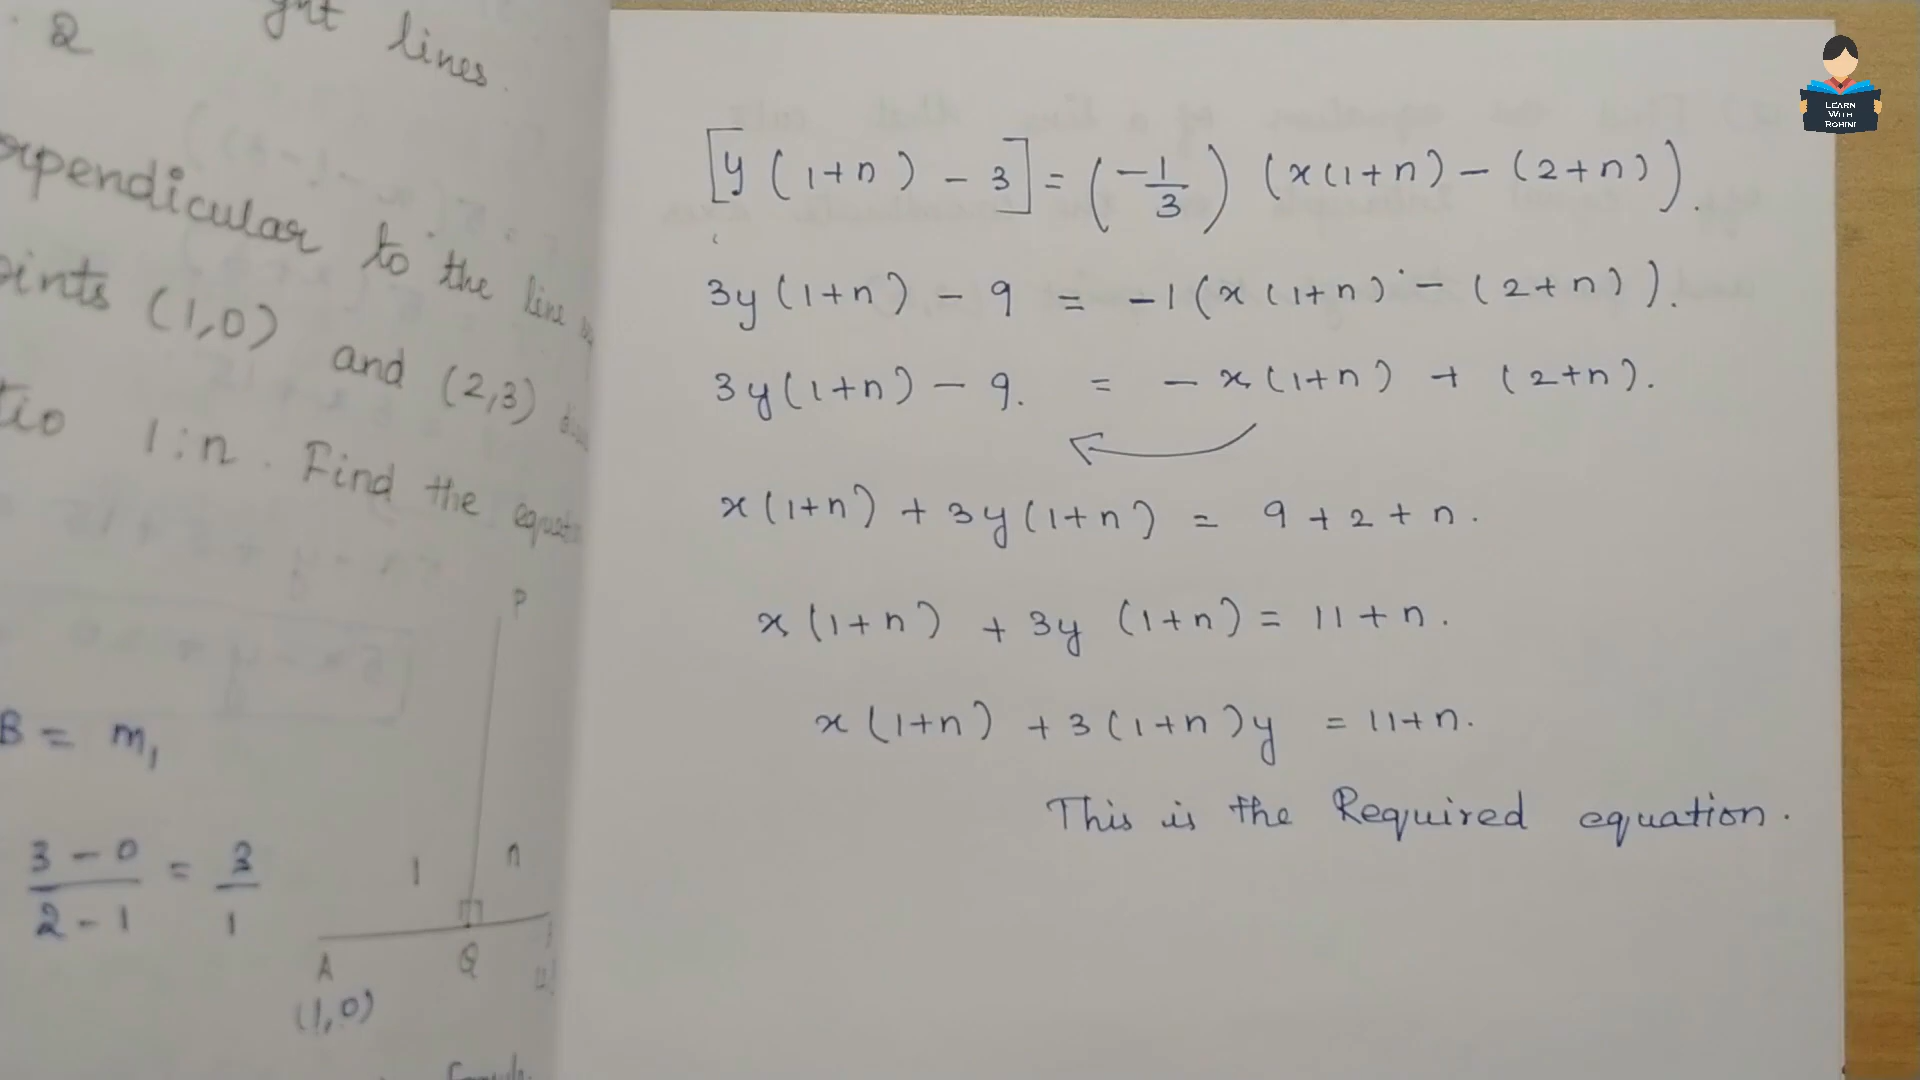 2
lines.
to the line
(1,0) and (2,3)
1:n. Find the
P
B = m₁
3-0/2-1 = 3/1
1 n
A Q
(1,0)
[y(1+n) - 3] = (-1/3) (x(1+n) - (2+n)).
3y(1+n) - 9 = -1(x(1+n) - (2+n)).
3y(1+n) - 9. = -x(1+n) + (2+n).
x(1+n) + 3y(1+n) = 9+2+n.
x(1+n) + 3y(1+n) = 11+n.
x(1+n) + 3(1+n)y = 11+n.
This is the Required equation.
LEARN
WITH
ROHINI